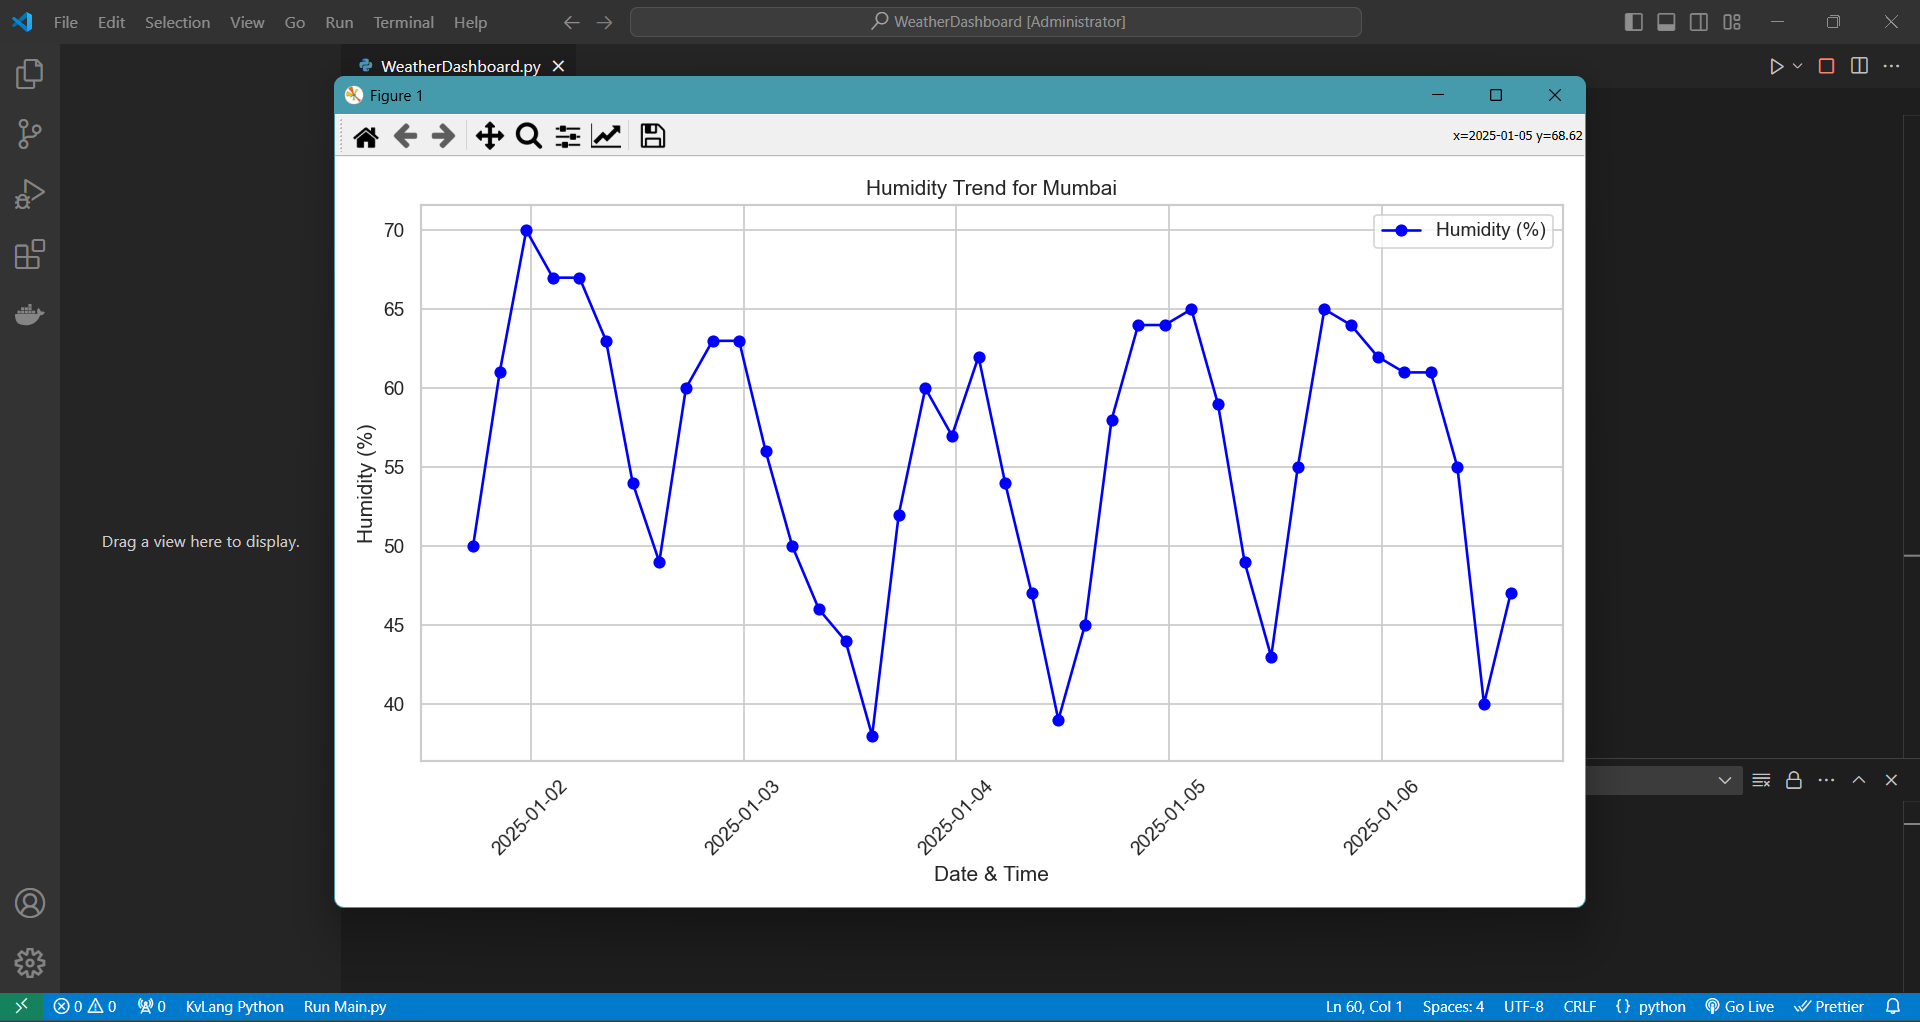 File Edit Selection View Go Run Terminal Help
WeatherDashboard [Administrator]
WeatherDashboard.py
Figure 1
x=2025-01-05 y=68.62
Drag a view here to display.
Humidity Trend for Mumbai
Humidity (%)
70
65
60
55
50
45
40
Humidity (%)
2025-01-02
2025-01-03
2025-01-04
2025-01-05
2025-01-06
Date & Time
0 0 0 KvLang Python Run Main.py Ln 60, Col 1 Spaces: 4 UTF-8 CRLF {} python Go Live Prettier